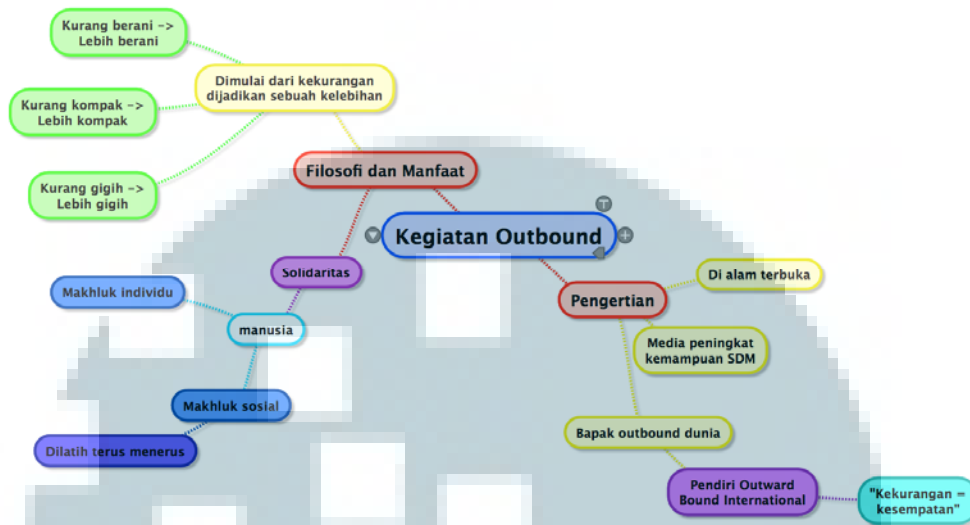 Kurang berani ->
Lebih berani
Dimulai dari kekurangan
dijadikan sebuah kelebihan
Kurang kompak ->
Lebih kompak
Kurang gigih ->
Lebih gigih
Filosofi dan Manfaat
Kegiatan Outbound
Solidaritas
Makhluk individu
manusia
Makhluk sosial
Dilatih terus menerus
Pengertian
Di alam terbuka
Media peningkat
kemampuan SDM
Bapak outbound dunia
Pendiri Outward
Bound International
"Kekurangan =
kesempatan"